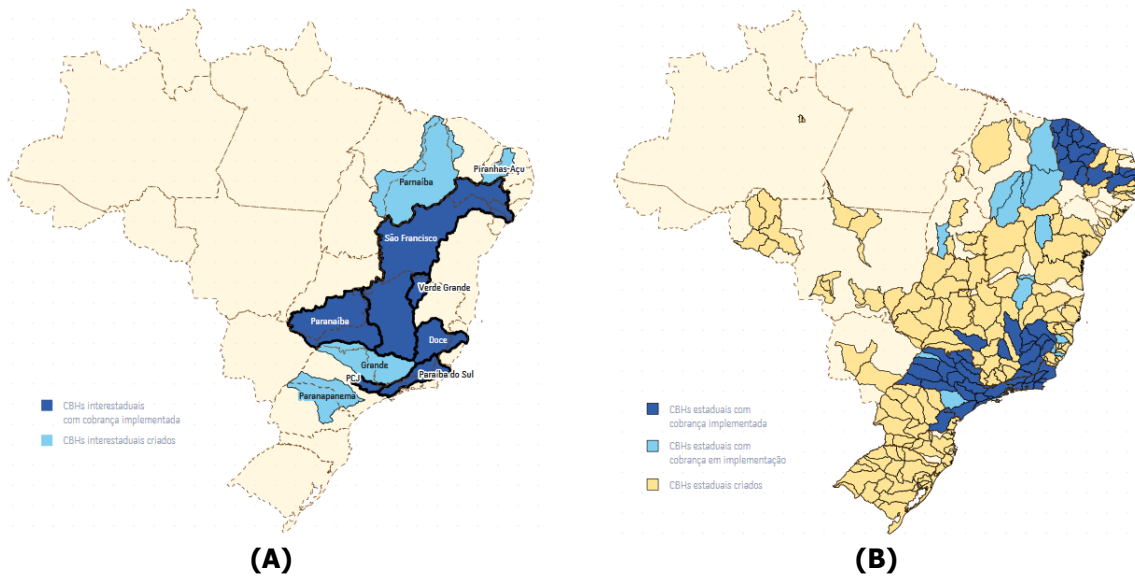 Parnaíba
Piranhas-Açu
São Francisco
Verde Grande
Paranaíba
Doce
Grande
PCJ
Paraíba do Sul
Paranapanema
CBHs interestaduais
com cobrança implementada
CBHs interestaduais criados
(A)
CBHs estaduais com
cobrança implementada
CBHs estaduais com
cobrança em implementação
CBHs estaduais criados
(B)